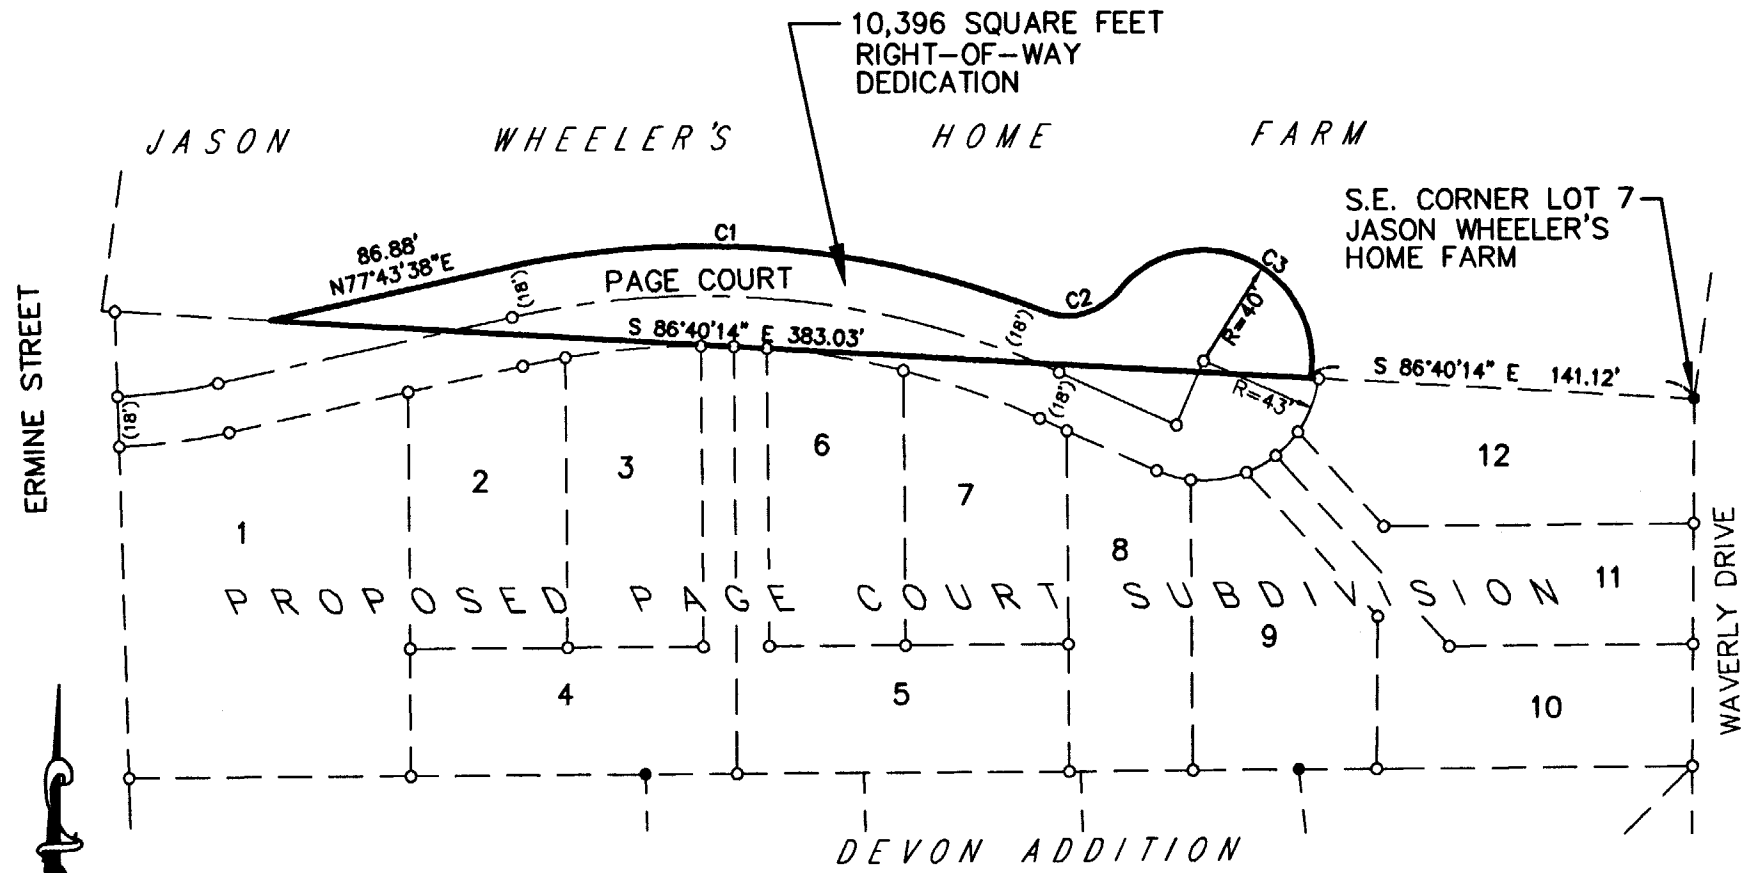 10,396 SQUARE FEET
RIGHT-OF-WAY
DEDICATION
JASON WHEELER'S HOME FARM
S.E. CORNER LOT 7
JASON WHEELER'S
HOME FARM
86.88'
N77°43'38"E
C1
C2
C3
(18')
PAGE COURT
(18')
R=40'
S 86°40'14" E 383.03'
S 86°40'14" E 141.12'
R=43'
(18')
(18')
ERMINE STREET
WAVERLY DRIVE
1
2
3
6
7
8
12
PROPOSED PAGE COURT SUBDIVISION
11
9
4
5
10
DEVON ADDITION